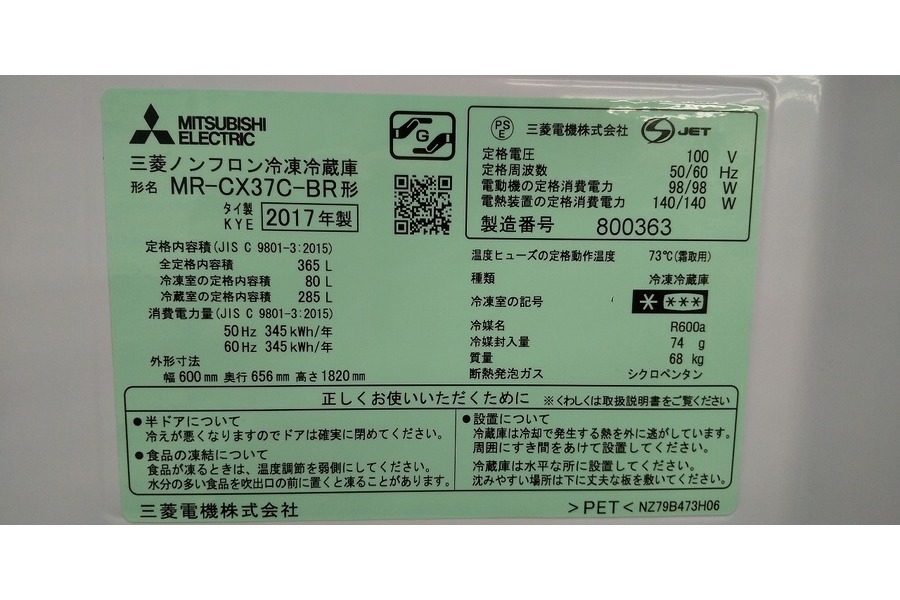 MITSUBISHI
ELECTRIC
G
三菱ノンフロン冷凍冷蔵庫
形名 MR-CX37C-BR形
タイ製
KYE
2017年製
定格内容積(JIS C 9801-3:2015)
全定格内容積 365 L
冷凍室の定格内容積 80 L
冷蔵室の定格内容積 285 L
消費電力量(JIS C 9801-3:2015)
50 Hz 345 kWh/年
60 Hz 345 kWh/年
外形寸法
幅 600 mm 奥行 656 mm 高さ 1820 mm
PS
E
三菱電機株式会社
JET
定格電圧 100 V
定格周波数 50/60 Hz
電動機の定格消費電力 98/98 W
電熱装置の定格消費電力 140/140 W
製造番号 800363
温度ヒューズの定格動作温度 73℃(霜取用)
種類 冷凍冷蔵庫
冷凍室の記号 * ***
冷媒名 R600a
冷媒封入量 74 g
質量 68 kg
断熱発泡ガス シクロペンタン
正しくお使いいただくために ※くわしくは取扱説明書をご覧ください
●半ドアについて
冷えが悪くなりますのでドアは確実に閉めてください。
●食品の凍結について
食品が凍るときは、温度調節を弱側にしてください。
水分の多い食品を吹出口の前に置くと凍ることがあります。
●設置について
冷蔵庫は冷却で発生する熱を外に逃がしています。
周囲にすき間をあけて設置してください。
冷蔵庫は水平な所に設置してください。
沈みやすい場所は下に丈夫な板を敷いてください。
三菱電機株式会社
>PET< NZ79B473H06